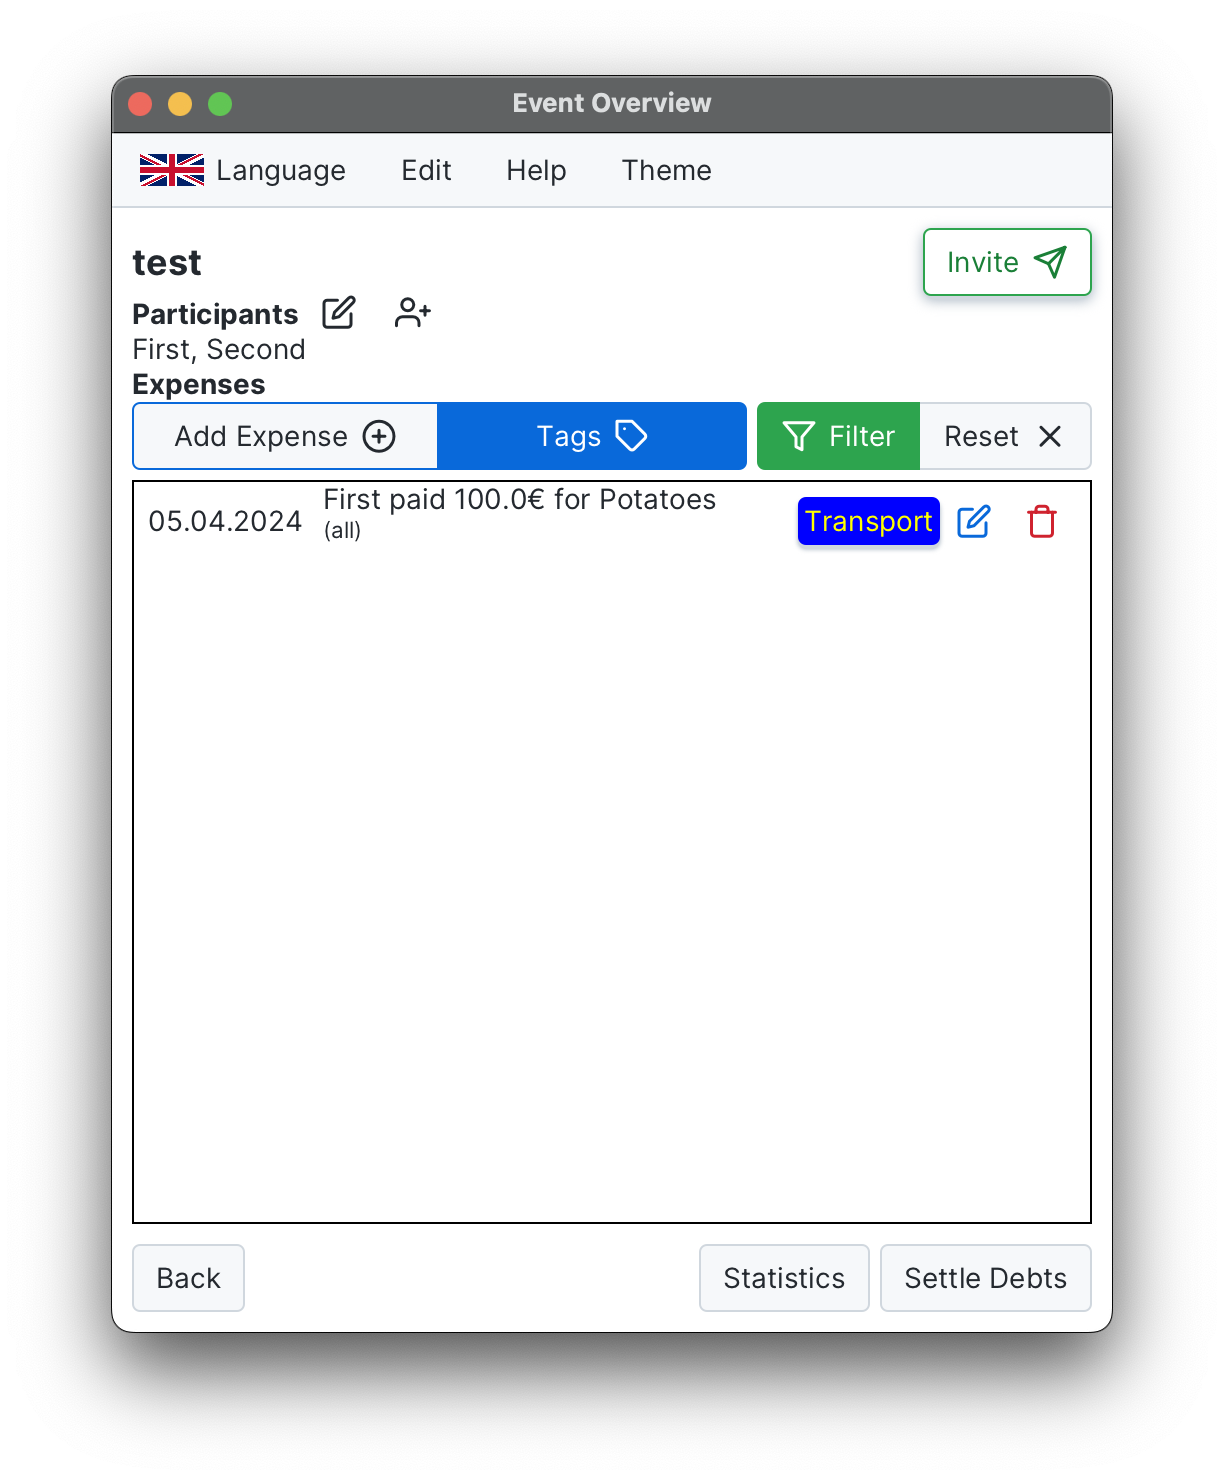 Event Overview
Language Edit Help Theme
test
Invite
Participants
First, Second
Expenses
Add Expense Tags Filter Reset
05.04.2024 First paid 100.0€ for Potatoes Transport
(all)
Back Statistics Settle Debts